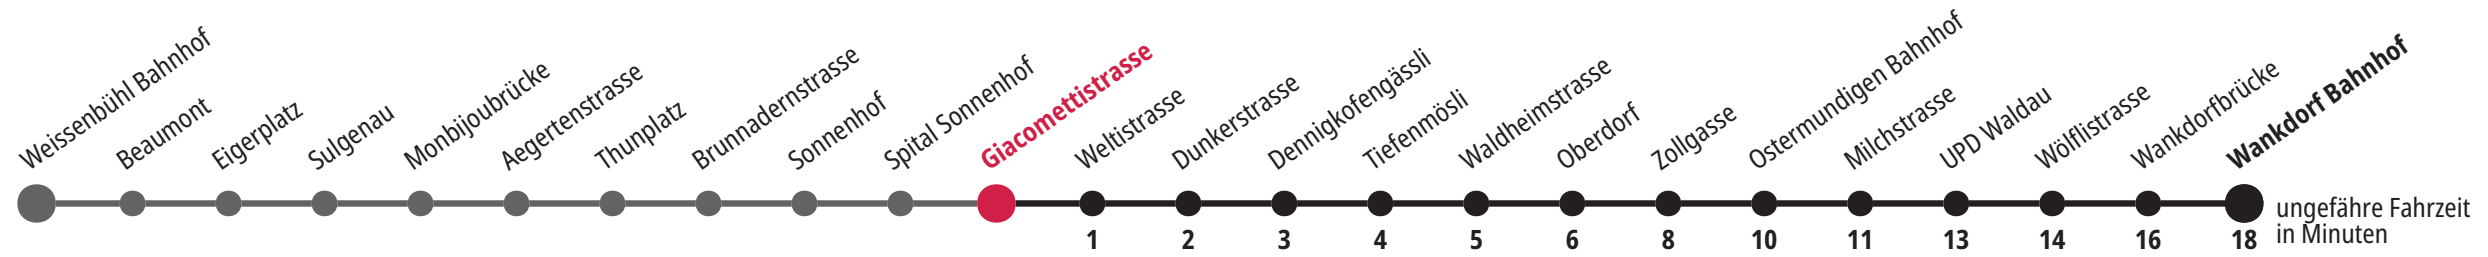 Weissenbühl Bahnhof
Beaumont
Eigerplatz
Sulgenau
Monbijoubrücke
Aegertenstrasse
Thunplatz
Brunnadernstrasse
Sonnenhof
Spital Sonnenhof
Giacomettistrasse
Weltistrasse
Dunkerstrasse
Dennigkofengässli
Tiefenmösli
Waldheimstrasse
Oberdorf
Zollgasse
Ostermundigen Bahnhof
Milchstrasse
UPD Waldau
Wölflistrasse
Wankdorfbrücke
Wankdorf Bahnhof
1 2 3 4 5 6 8 10 11 13 14 16 18
ungefähre Fahrzeit
in Minuten